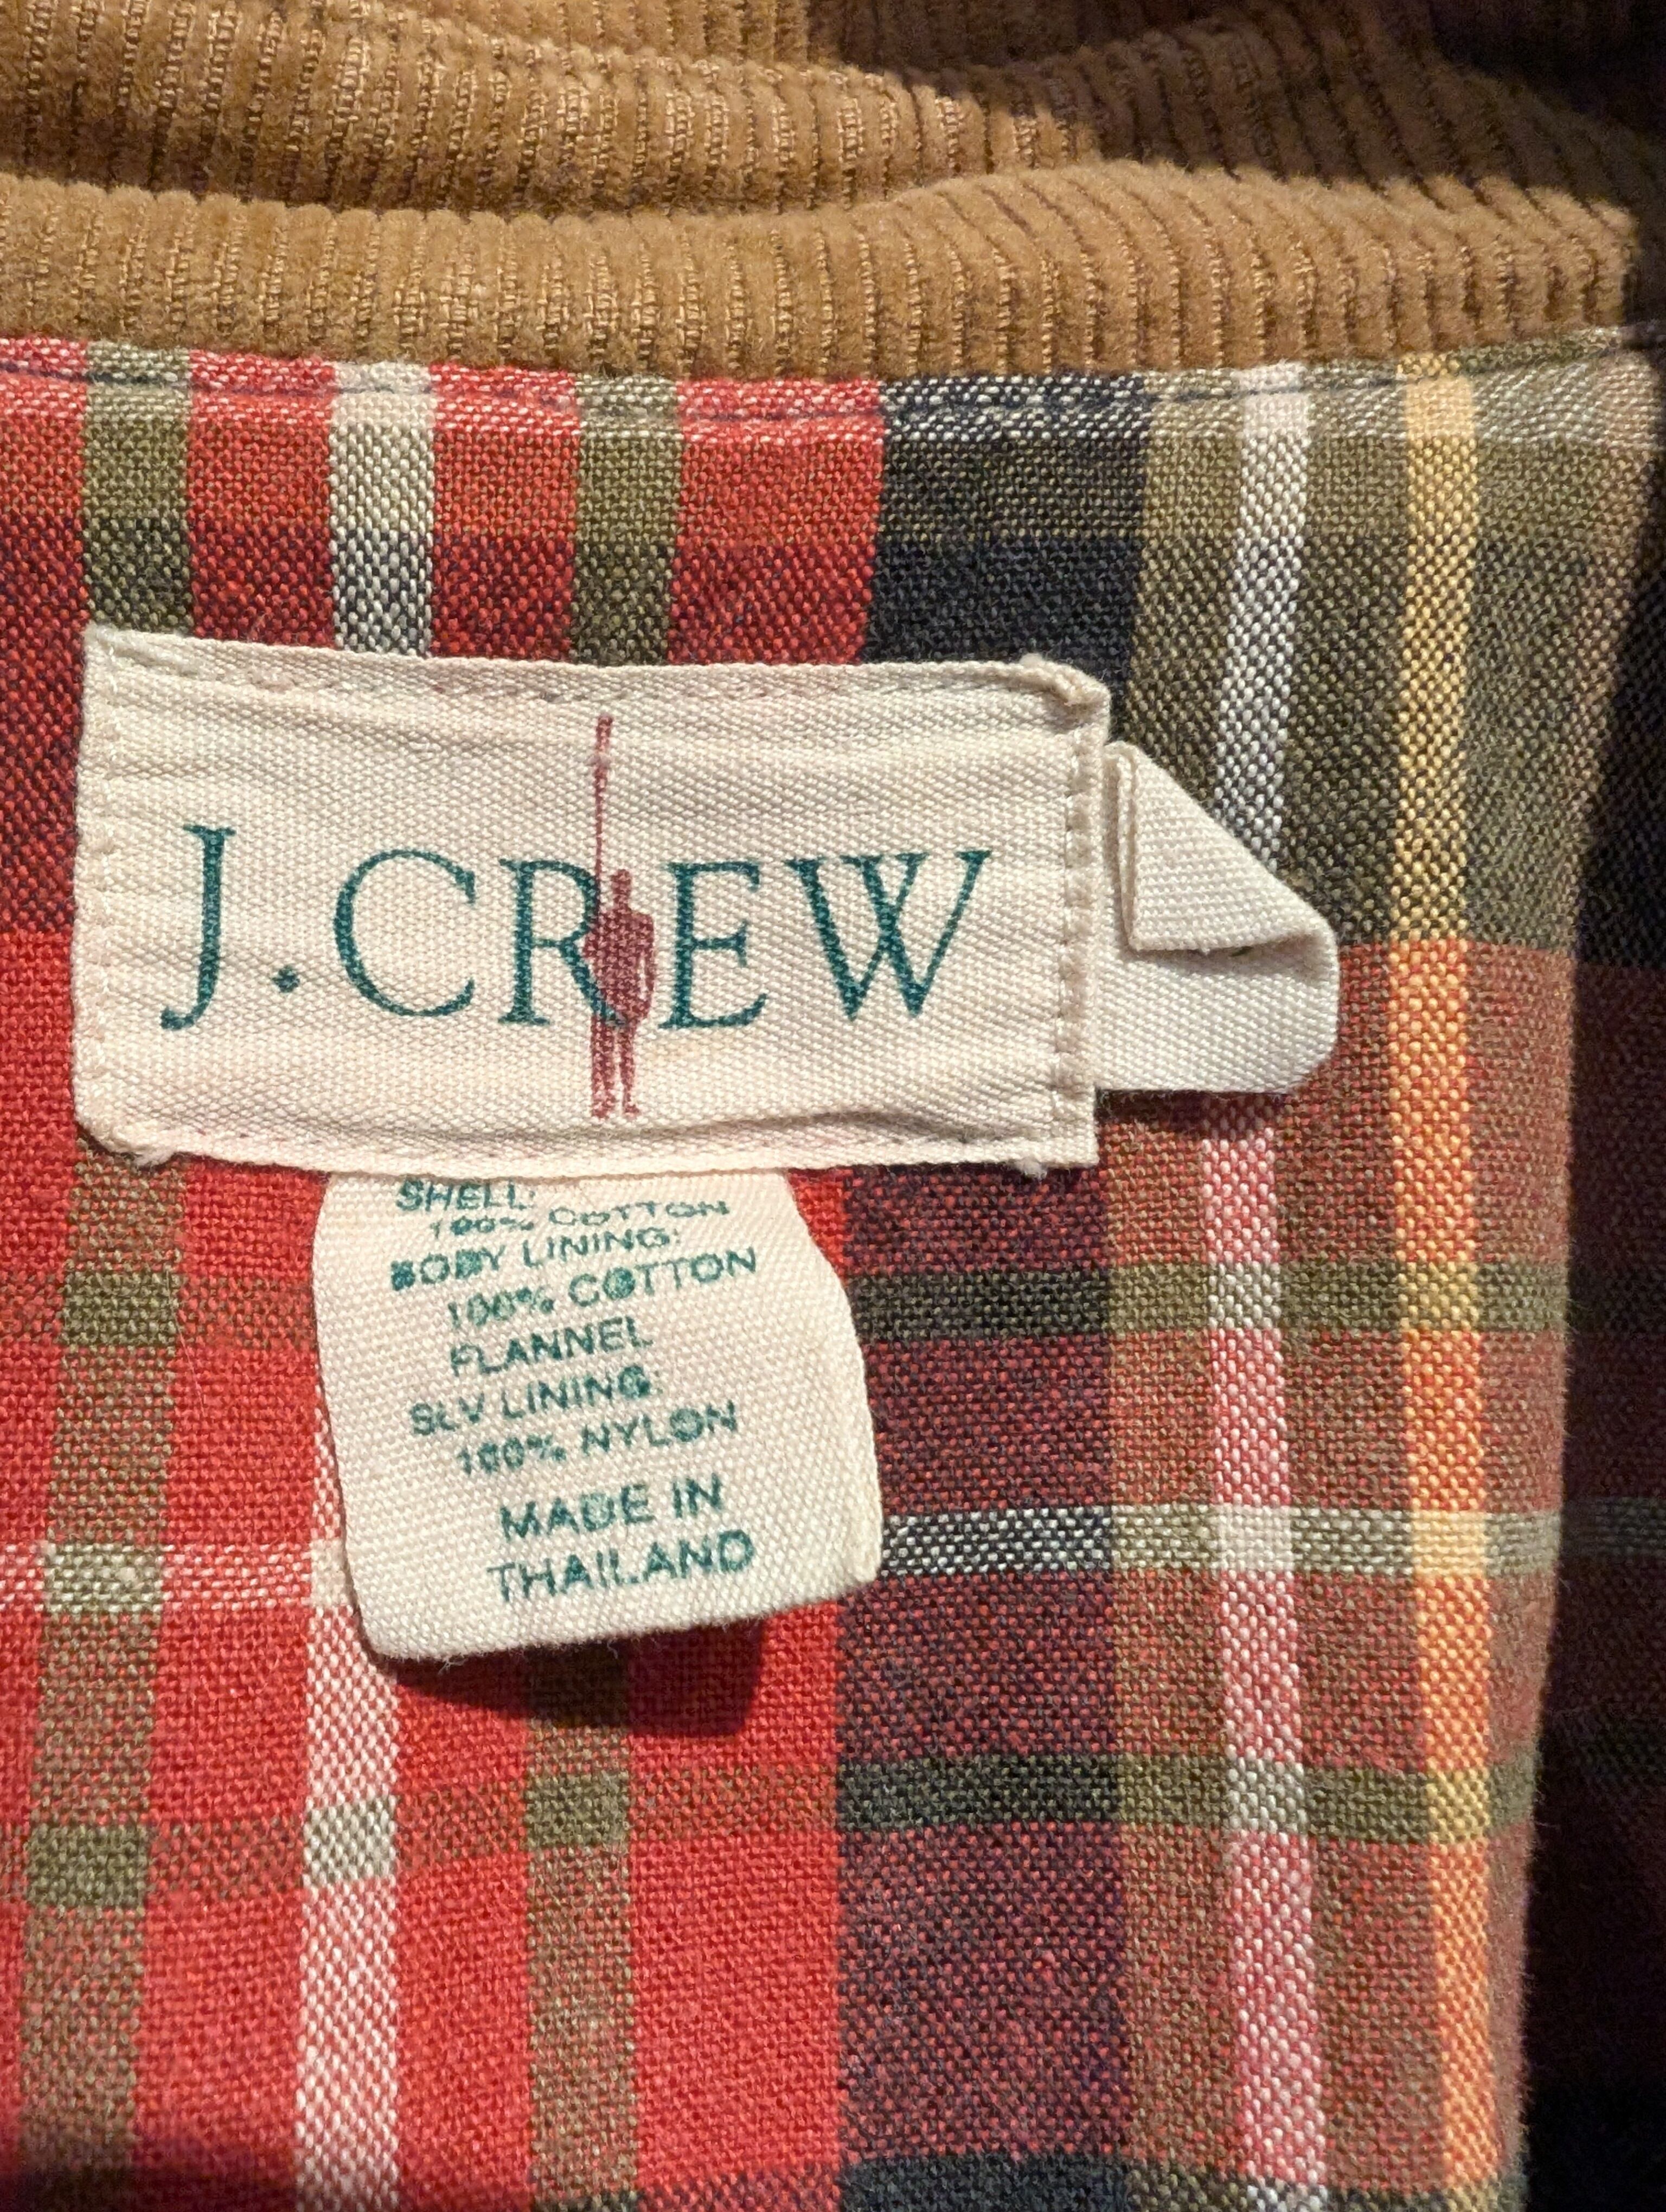 J.CREW
SHELL:
100% COTTON
BODY LINING:
100% COTTON
FLANNEL
SLV LINING
100% NYLON
MADE IN
THAILAND